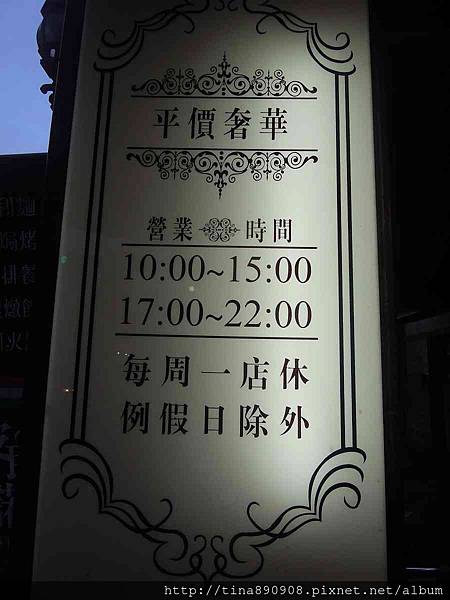 平價奢華
營業 時間
10:00~15:00
17:00~22:00
每周一店休
例假日除外
http://tina890908.pixnet.net/album